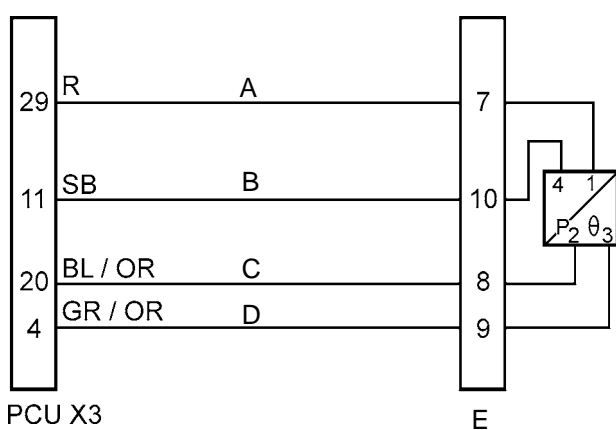 R A
29 7
SB B 4 1
11 10
P2 θ3
BL / OR C
20 8
GR / OR D
4 9
PCU X3
E